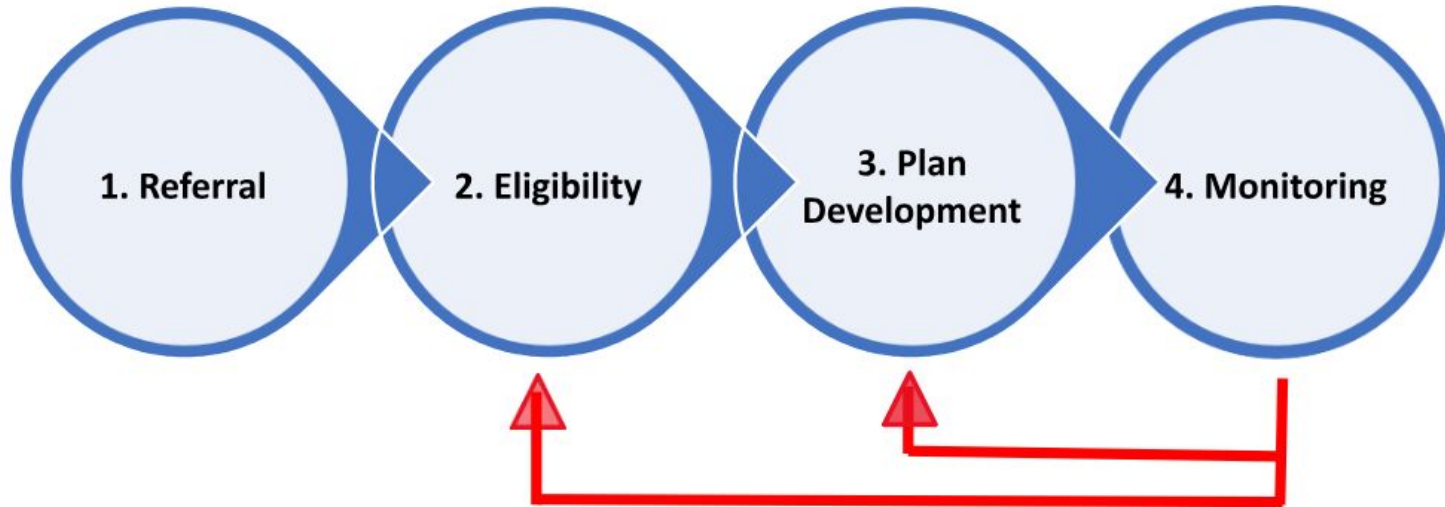 1. Referral
2. Eligibility
3. Plan
Development
4. Monitoring